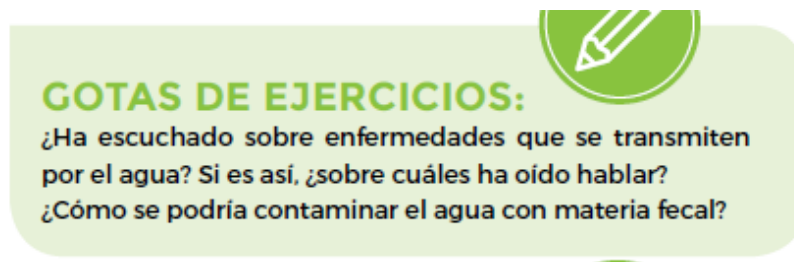 GOTAS DE EJERCICIOS:
¿Ha escuchado sobre enfermedades que se transmiten
por el agua? Si es así, ¿sobre cuáles ha oído hablar?
¿Cómo se podría contaminar el agua con materia fecal?